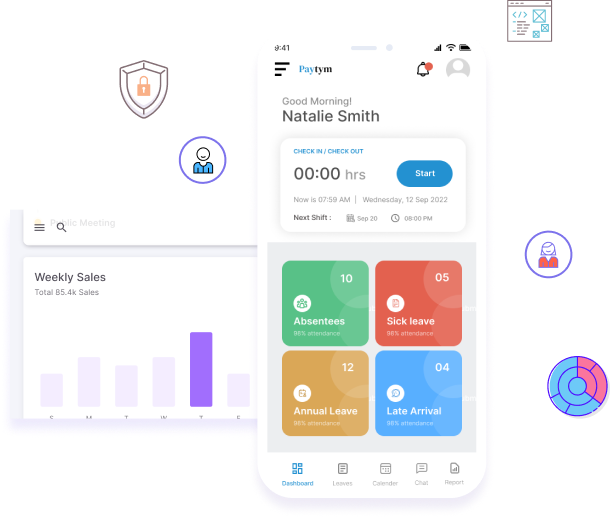 9:41
Paytym
Good Morning!
Natalie Smith
CHECK IN / CHECK OUT
00:00 hrs
Start
Now is 07:59 AM | Wednesday, 12 Sep 2022
Next Shift : Sep 20 08:00 PM
10
Absentees
98% attendance
05
Sick leave
98% attendance
12
Annual Leave
98% attendance
04
Late Arrival
98% attendance
Dashboard
Leaves
Calender
Chat
Report
Public Meeting
Weekly Sales
Total 85.4k Sales
S M T W T F